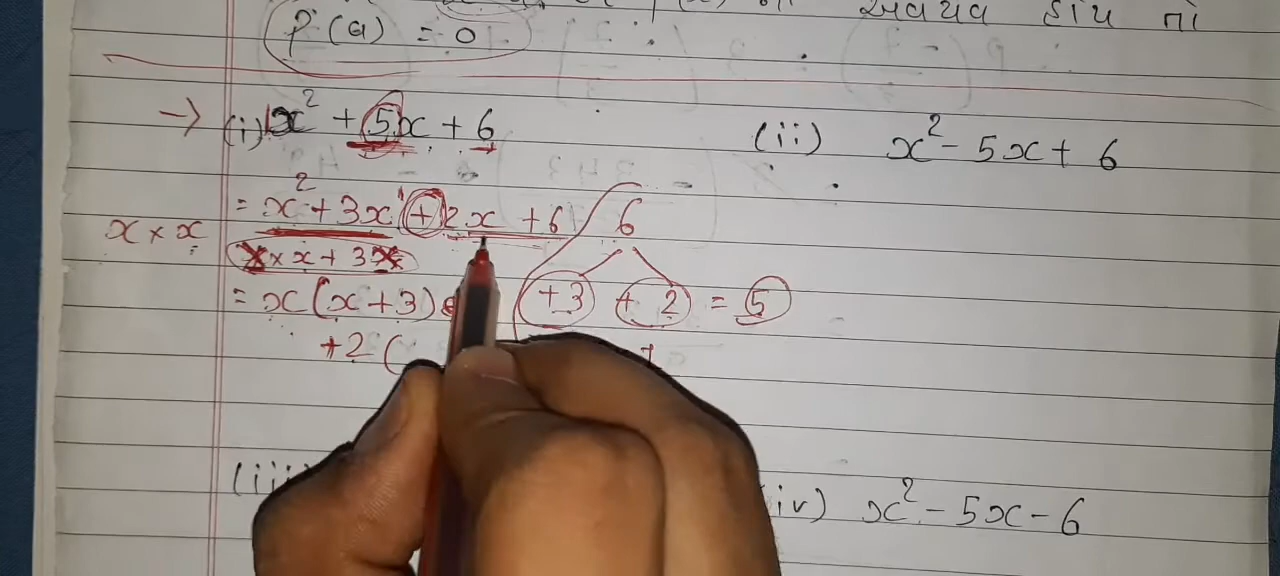 P(a) = 0
→ (i) x² + 5x + 6
(ii) x² - 5x + 6
= x² + 3x + 2x + 6
6
x × x
x × x + 3x
= x(x+3)
+3 + 2 = 5
+2(
(iii)
(iv) x² - 5x - 6